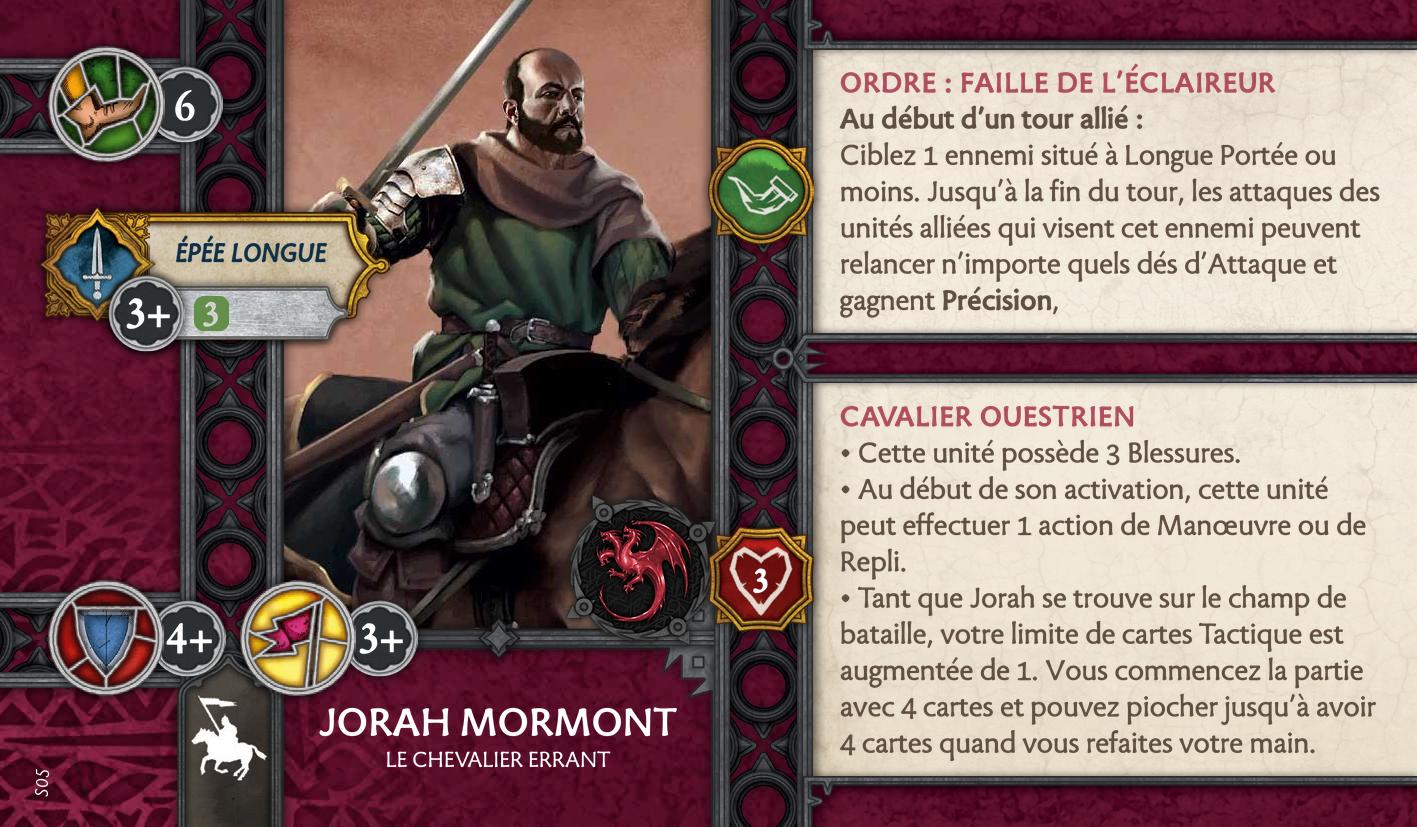 6
ÉPÉE LONGUE
3+ 3
4+ 3+
JORAH MORMONT
LE CHEVALIER ERRANT
S05
3
ORDRE : FAILLE DE L'ÉCLAIREUR
Au début d'un tour allié :
Ciblez 1 ennemi situé à Longue Portée ou
moins. Jusqu'à la fin du tour, les attaques des
unités alliées qui visent cet ennemi peuvent
relancer n'importe quels dés d'Attaque et
gagnent Précision,
CAVALIER OUESTRIEN
• Cette unité possède 3 Blessures.
• Au début de son activation, cette unité
peut effectuer 1 action de Manœuvre ou de
Repli.
• Tant que Jorah se trouve sur le champ de
bataille, votre limite de cartes Tactique est
augmentée de 1. Vous commencez la partie
avec 4 cartes et pouvez piocher jusqu'à avoir
4 cartes quand vous refaites votre main.